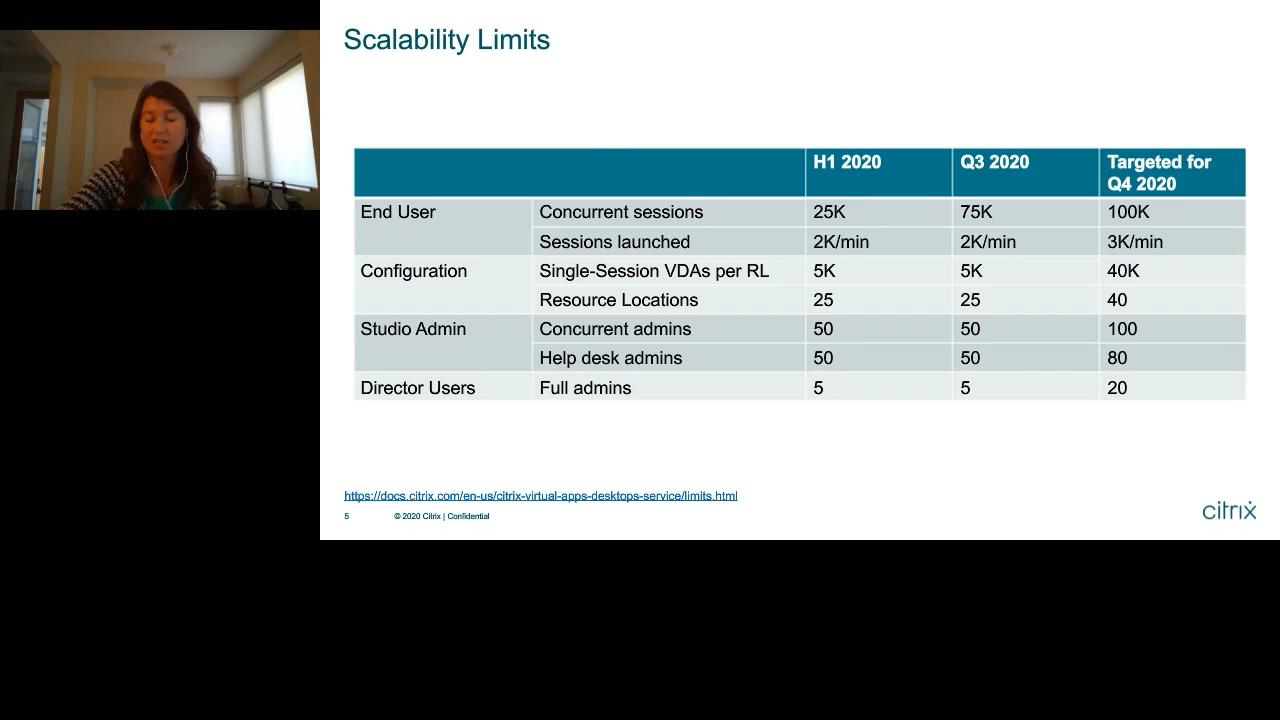 Scalability Limits
H1 2020 Q3 2020 Targeted for
Q4 2020
End User Concurrent sessions 25K 75K 100K
Sessions launched 2K/min 2K/min 3K/min
Configuration Single-Session VDAs per RL 5K 5K 40K
Resource Locations 25 25 40
Studio Admin Concurrent admins 50 50 100
Help desk admins 50 50 80
Director Users Full admins 5 5 20
https://docs.citrix.com/en-us/citrix-virtual-apps-desktops-service/limits.html
5 © 2020 Citrix | Confidential
citrix